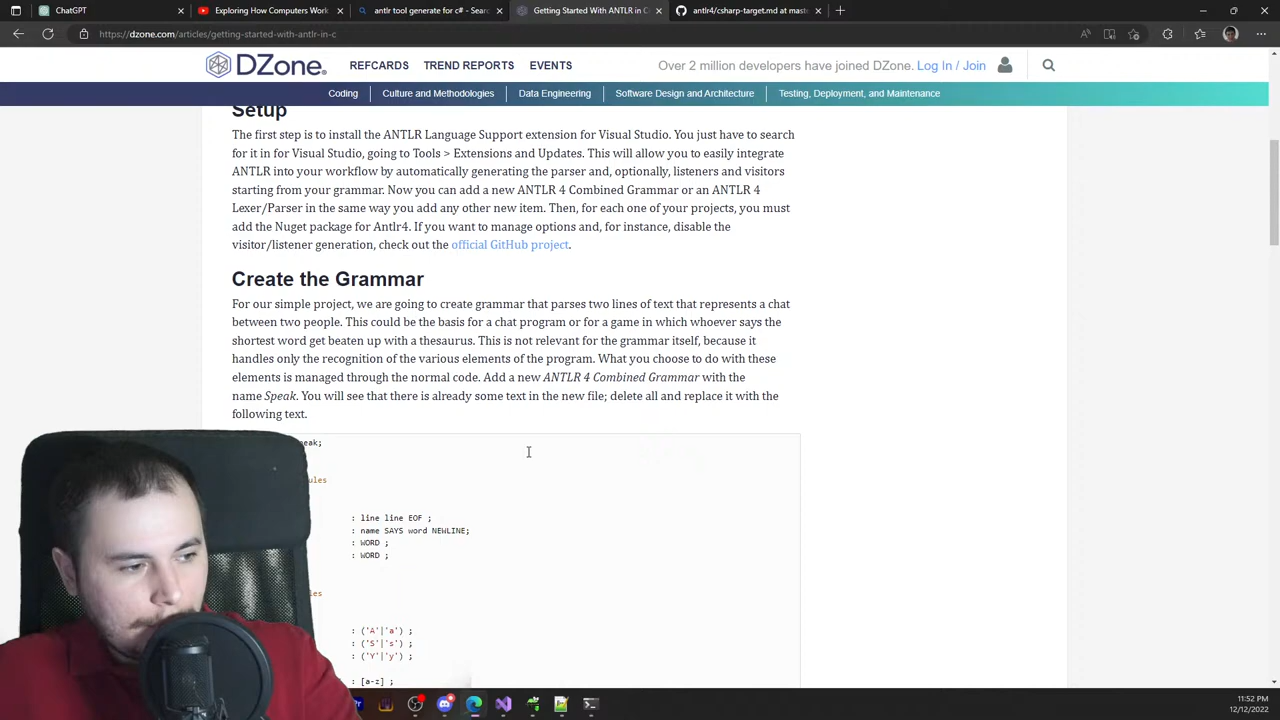 ChatGPT
Exploring How Computers Work
antlr tool generate for c# - Searc
Getting Started With ANTLR in C
antlr4/csharp-target.md at maste
https://dzone.com/articles/getting-started-with-antlr-in-c
DZone.
REFCARDS TREND REPORTS EVENTS
Over 2 million developers have joined DZone. Log In / Join
Coding
Culture and Methodologies
Data Engineering
Software Design and Architecture
Testing, Deployment, and Maintenance
Setup
The first step is to install the ANTLR Language Support extension for Visual Studio. You just have to search
for it in for Visual Studio, going to Tools > Extensions and Updates. This will allow you to easily integrate
ANTLR into your workflow by automatically generating the parser and, optionally, listeners and visitors
starting from your grammar. Now you can add a new ANTLR 4 Combined Grammar or an ANTLR 4
Lexer/Parser in the same way you add any other new item. Then, for each one of your projects, you must
add the Nuget package for Antlr4. If you want to manage options and, for instance, disable the
visitor/listener generation, check out the official GitHub project.
Create the Grammar
For our simple project, we are going to create grammar that parses two lines of text that represents a chat
between two people. This could be the basis for a chat program or for a game in which whoever says the
shortest word get beaten up with a thesaurus. This is not relevant for the grammar itself, because it
handles only the recognition of the various elements of the program. What you choose to do with these
elements is managed through the normal code. Add a new ANTLR 4 Combined Grammar with the
name Speak. You will see that there is already some text in the new file; delete all and replace it with the
following text.
eak;
ules
: line line EOF ;
: name SAYS word NEWLINE;
: WORD ;
: WORD ;
les
: ('A'|'a') ;
: ('S'|'s') ;
: ('Y'|'y') ;
: [a-z] ;
11:52 PM
12/12/2022